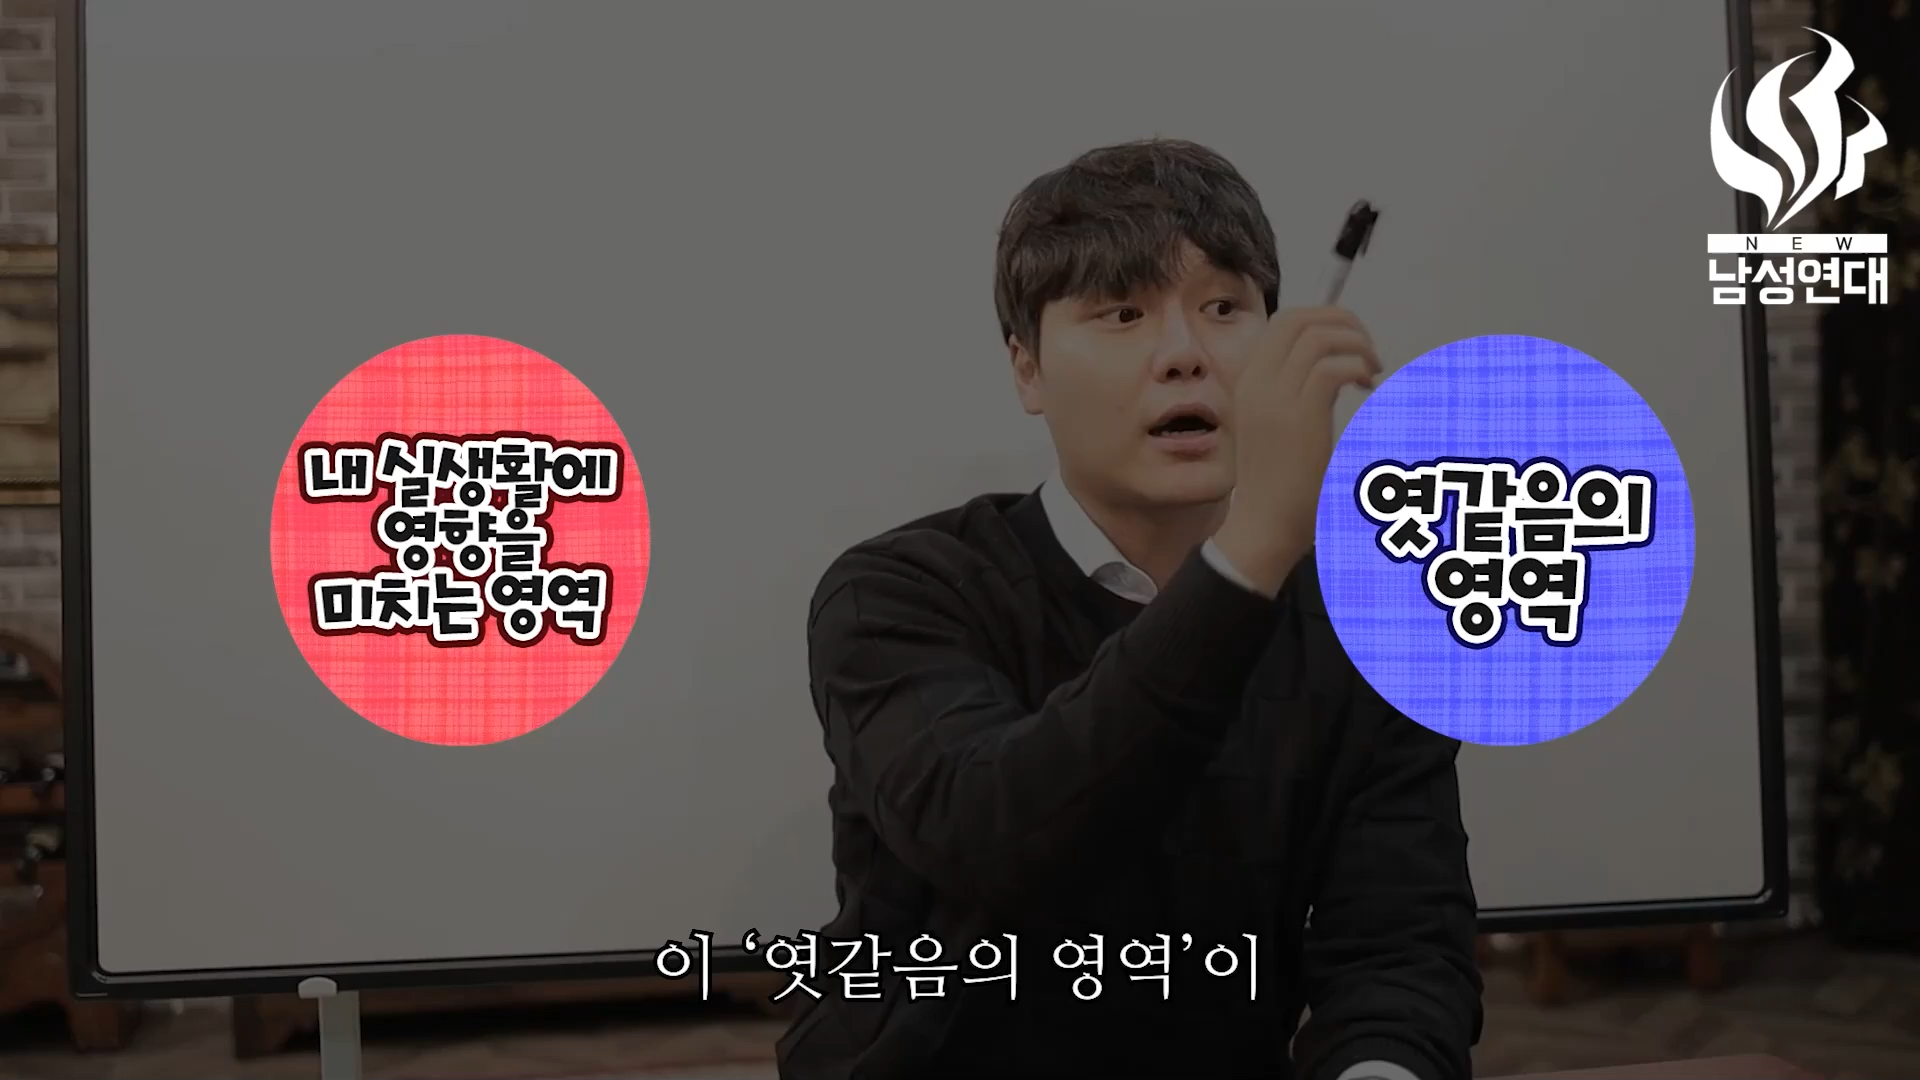 NEW
남성연대
내 실생활에
영향을
미치는 영역
엿같음의
영역
이 ‘엿같음의 영역’이